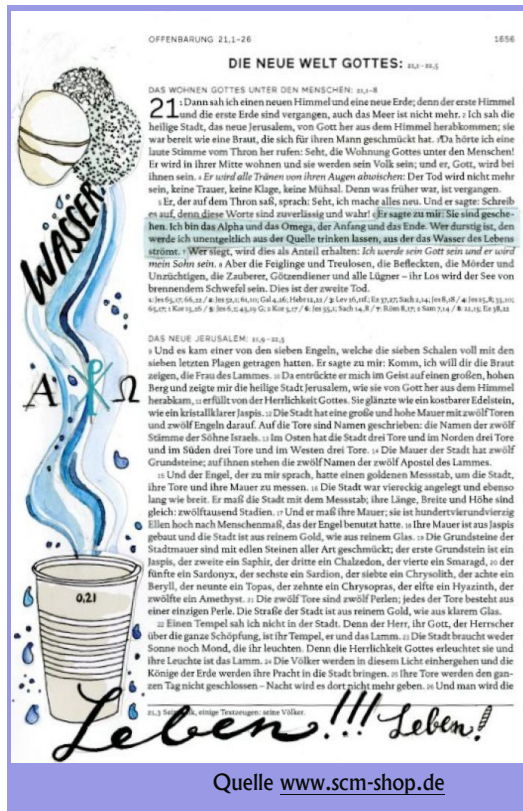 OFFENBARUNG 21,1–26
1656
DIE NEUE WELT GOTTES: 21,1–22,5
DAS WOHNEN GOTTES UNTER DEN MENSCHEN: 21,1–8
21 1 Dann sah ich einen neuen Himmel und eine neue Erde; denn der erste Himmel
und die erste Erde sind vergangen, auch das Meer ist nicht mehr. 2 Ich sah die
heilige Stadt, das neue Jerusalem, von Gott her aus dem Himmel herabkommen; sie
war bereit wie eine Braut, die sich für ihren Mann geschmückt hat. 3 Da hörte ich eine
laute Stimme vom Thron her rufen: Seht, die Wohnung Gottes unter den Menschen!
Er wird in ihrer Mitte wohnen und sie werden sein Volk sein; und er, Gott, wird bei
ihnen sein. 4 Er wird alle Tränen von ihren Augen abwischen: Der Tod wird nicht mehr
sein, keine Trauer, keine Klage, keine Mühsal. Denn was früher war, ist vergangen.
5 Er, der auf dem Thron saß, sprach: Seht, ich mache alles neu. Und er sagte: Schreib
es auf, denn diese Worte sind zuverlässig und wahr! 6 Er sagte zu mir: Sie sind gesche-
hen. Ich bin das Alpha und das Omega, der Anfang und das Ende. Wer durstig ist, den
werde ich unentgeltlich aus der Quelle trinken lassen, aus der das Wasser des Lebens
strömt. 7 Wer siegt, wird dies als Anteil erhalten: Ich werde sein Gott sein und er wird
mein Sohn sein. 8 Aber die Feiglinge und Treulosen, die Befleckten, die Mörder und
Unzüchtigen, die Zauberer, Götzendiener und alle Lügner – ihr Los wird der See von
brennendem Schwefel sein. Dies ist der zweite Tod.
DAS NEUE JERUSALEM: 21,9–22,5
9 Und es kam einer von den sieben Engeln, welche die sieben Schalen voll mit den
sieben letzten Plagen getragen hatten. Er sagte zu mir: Komm, ich will dir die Braut
zeigen, die Frau des Lammes. 10 Da entrückte er mich im Geist auf einen großen, hohen
Berg und zeigte mir die heilige Stadt Jerusalem, wie sie von Gott her aus dem Himmel
herabkam, 11 erfüllt von der Herrlichkeit Gottes. Sie glänzte wie ein kostbarer Edelstein,
wie ein kristallklarer Jaspis. 12 Die Stadt hat eine große und hohe Mauer mit zwölf Toren
und zwölf Engeln darauf. Auf die Tore sind Namen geschrieben: die Namen der zwölf
Stämme der Söhne Israels. 13 Im Osten hat die Stadt drei Tore und im Norden drei Tore
und im Süden drei Tore und im Westen drei Tore. 14 Die Mauer der Stadt hat zwölf
Grundsteine; auf ihnen stehen die zwölf Namen der zwölf Apostel des Lammes.
15 Und der Engel, der zu mir sprach, hatte einen goldenen Messstab, um die Stadt,
ihre Tore und ihre Mauer zu messen. 16 Die Stadt war viereckig angelegt und ebenso
lang wie breit. Er maß die Stadt mit dem Messstab; ihre Länge, Breite und Höhe sind
gleich: zwölftausend Stadien. 17 Und er maß ihre Mauer; sie ist hundertvierundvierzig
Ellen hoch nach Menschenmaß, das der Engel benutzt hatte. 18 Ihre Mauer ist aus Jaspis
gebaut und die Stadt ist aus reinem Gold, wie aus reinem Glas. 19 Die Grundsteine der
Stadtmauer sind mit edlen Steinen aller Art geschmückt; der erste Grundstein ist ein
Jaspis, der zweite ein Saphir, der dritte ein Chalzedon, der vierte ein Smaragd, 20 der
fünfte ein Sardonyx, der sechste ein Sardion, der siebte ein Chrysolith, der achte ein
Beryll, der neunte ein Topas, der zehnte ein Chrysopras, der elfte ein Hyazinth, der
zwölfte ein Amethyst. 21 Die zwölf Tore sind zwölf Perlen; jedes der Tore besteht aus
einer einzigen Perle. Die Straße der Stadt ist aus reinem Gold, wie aus klarem Glas.
22 Einen Tempel sah ich nicht in der Stadt. Denn der Herr, ihr Gott, der Herrscher
über die ganze Schöpfung, ist ihr Tempel, er und das Lamm. 23 Die Stadt braucht weder
Sonne noch Mond, die ihr leuchten. Denn die Herrlichkeit Gottes erleuchtet sie und
ihre Leuchte ist das Lamm. 24 Die Völker werden in diesem Licht einhergehen und die
Könige der Erde werden ihre Pracht in die Stadt bringen. 25 Ihre Tore werden den gan-
zen Tag nicht geschlossen – Nacht wird es dort nicht mehr geben. 26 Und man wird die
21,3 einige Textzeugen: seine Völker.
WASSER
Α Ω
0,2l
Leben!!! Leben!
Quelle www.scm-shop.de